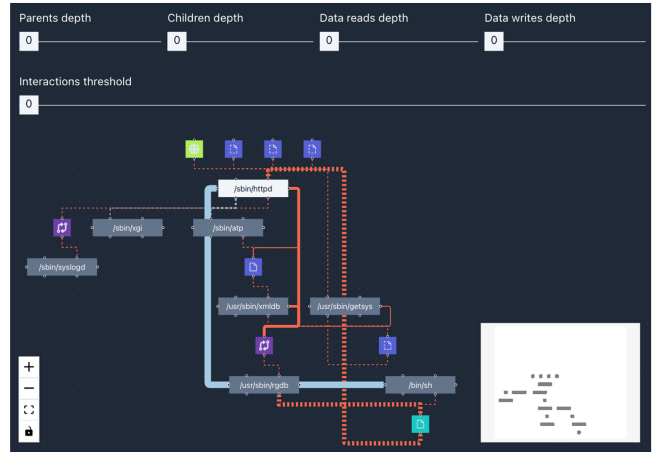 Parents depth
Children depth
Data reads depth
Data writes depth
0
0
0
0
Interactions threshold
0
/sbin/httpd
/sbin/xgi
/sbin/atp
/sbin/syslogd
/usr/sbin/xmldb
/usr/sbin/getsys
/usr/sbin/rgdb
/bin/sh